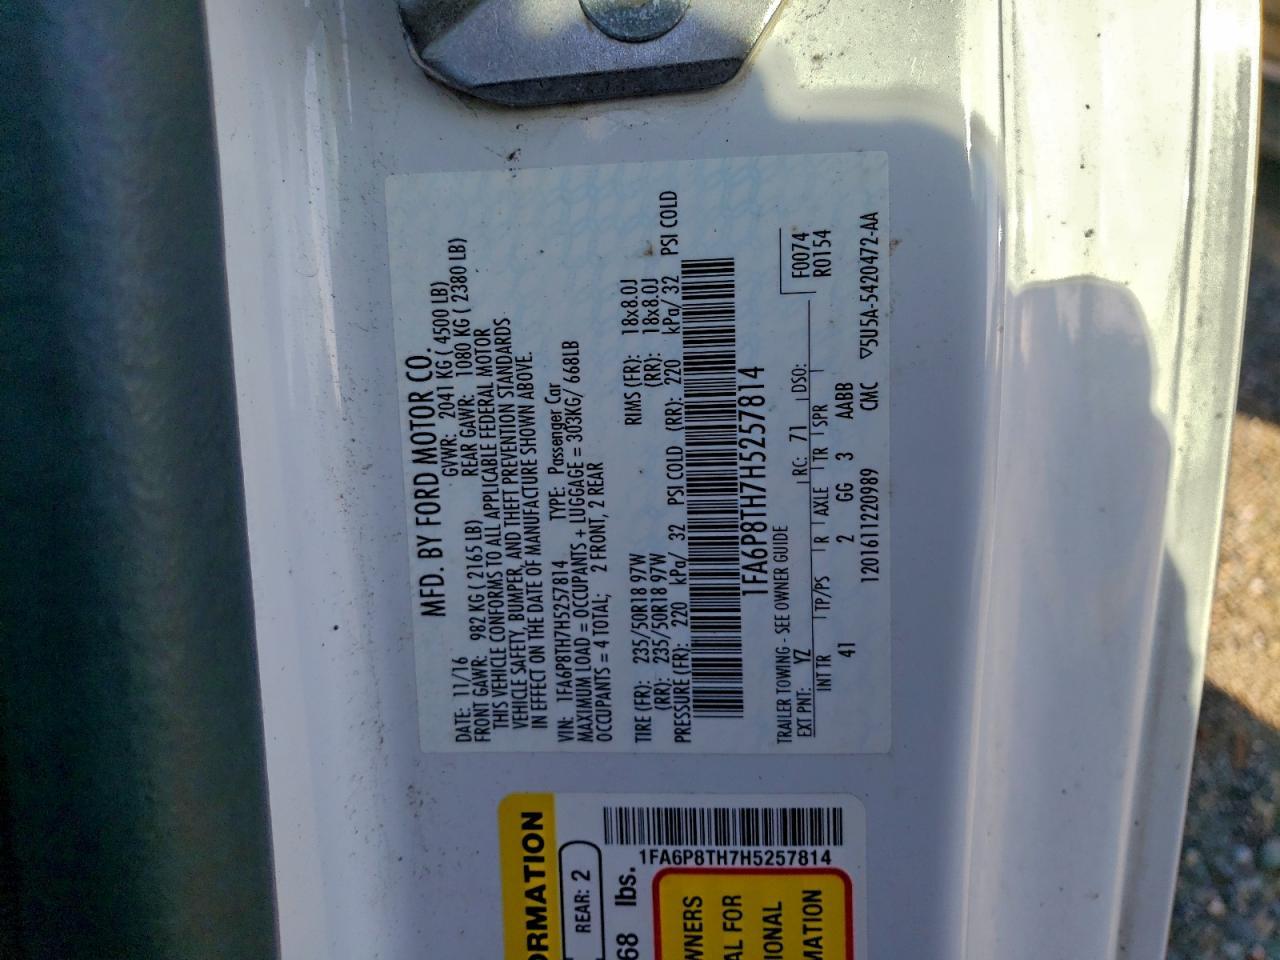 MFD. BY FORD MOTOR CO.
DATE: 11/16 GVWR: 2041 KG ( 4500 LB)
FRONT GAWR: 982 KG ( 2165 LB) REAR GAWR: 1080 KG ( 2380 LB)
THIS VEHICLE CONFORMS TO ALL APPLICABLE FEDERAL MOTOR
VEHICLE SAFETY, BUMPER, AND THEFT PREVENTION STANDARDS
IN EFFECT ON THE DATE OF MANUFACTURE SHOWN ABOVE.
VIN: 1FA6P8TH7H5257814 TYPE: Passenger Car
MAXIMUM LOAD = OCCUPANTS + LUGGAGE = 303KG/ 668LB
OCCUPANTS = 4 TOTAL; 2 FRONT, 2 REAR
TIRE (FR): 235/50R18 97W RIMS (FR): 18x8.0J
(RR): 235/50R18 97W (RR): 18x8.0J
PRESSURE (FR): 220 kPa/ 32 PSI COLD (RR): 220 kPa/ 32 PSI COLD
1FA6P8TH7H5257814
TRAILER TOWING - SEE OWNER GUIDE
EXT PNT: YZ RC: 71 DSO: F0074
INT TR TP/PS R AXLE TR SPR R0154
41 2 GG 3 AABB
1201611220989 CMC ▽5U5A-5420472-AA
ORMATION
REAR: 2
68 lbs.
1FA6P8TH7H5257814
WNERS
AL FOR
IONAL
MATION